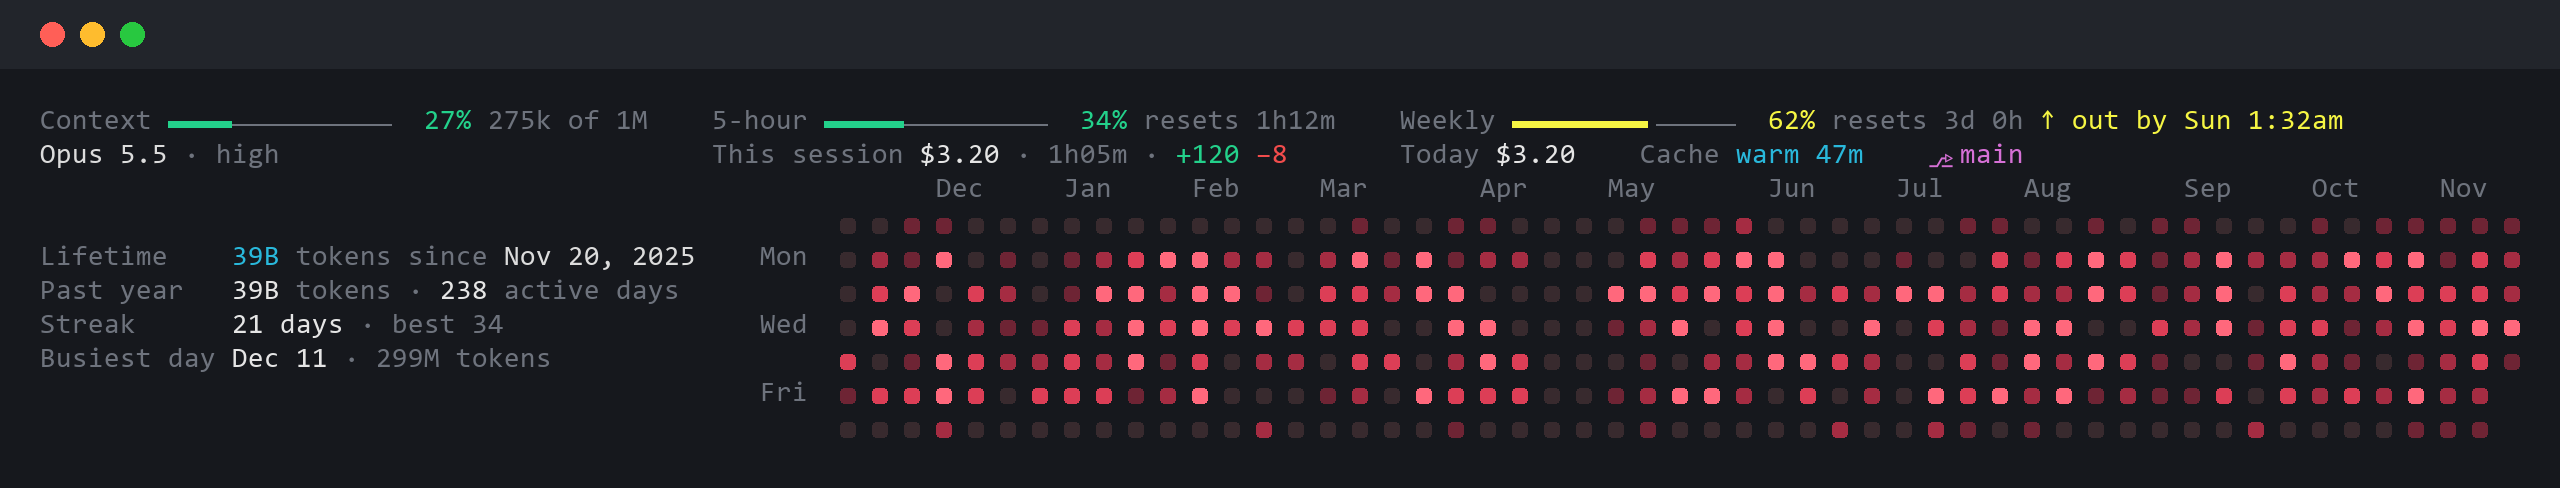 Context 27% 275k of 1M 5-hour 34% resets 1h12m Weekly 62% resets 3d 0h ↑ out by Sun 1:32am
Opus 5.5 · high This session $3.20 · 1h05m · +120 −8 Today $3.20 Cache warm 47m main
Dec Jan Feb Mar Apr May Jun Jul Aug Sep Oct Nov
Lifetime 39B tokens since Nov 20, 2025 Mon
Past year 39B tokens · 238 active days
Streak 21 days · best 34 Wed
Busiest day Dec 11 · 299M tokens
Fri